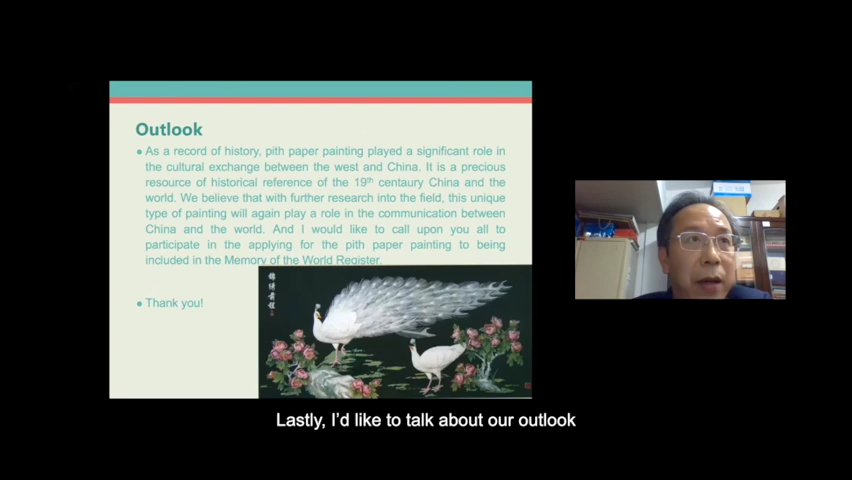 Outlook
As a record of history, pith paper painting played a significant role in
the cultural exchange between the west and China. It is a precious
resource of historical reference of the 19th centaury China and the
world. We believe that with further research into the field, this unique
type of painting will again play a role in the communication between
China and the world. And I would like to call upon you all to
participate in the applying for the pith paper painting to being
included in the Memory of the World Register.
Thank you!
錦繡前程
Lastly, I'd like to talk about our outlook